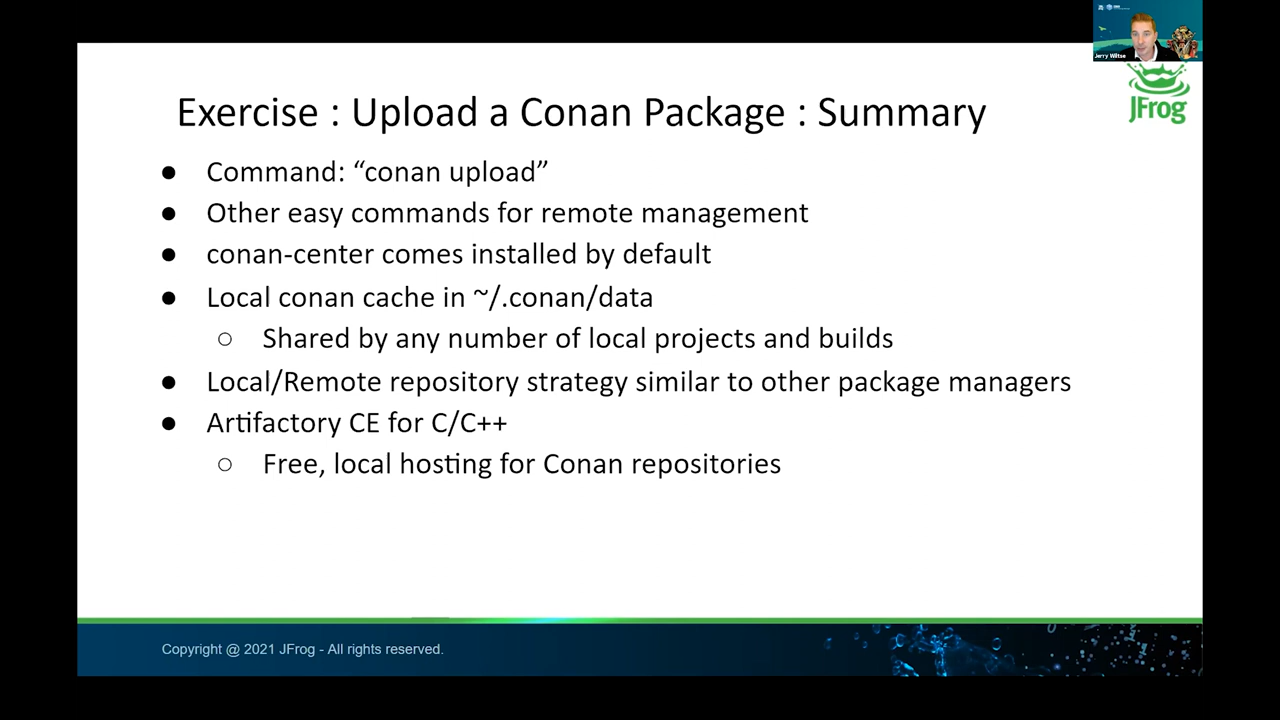 Jerry Wiltse
JFrog
Exercise : Upload a Conan Package : Summary
● Command: “conan upload”
● Other easy commands for remote management
● conan-center comes installed by default
● Local conan cache in ~/.conan/data
○ Shared by any number of local projects and builds
● Local/Remote repository strategy similar to other package managers
● Artifactory CE for C/C++
○ Free, local hosting for Conan repositories
Copyright @ 2021 JFrog - All rights reserved.